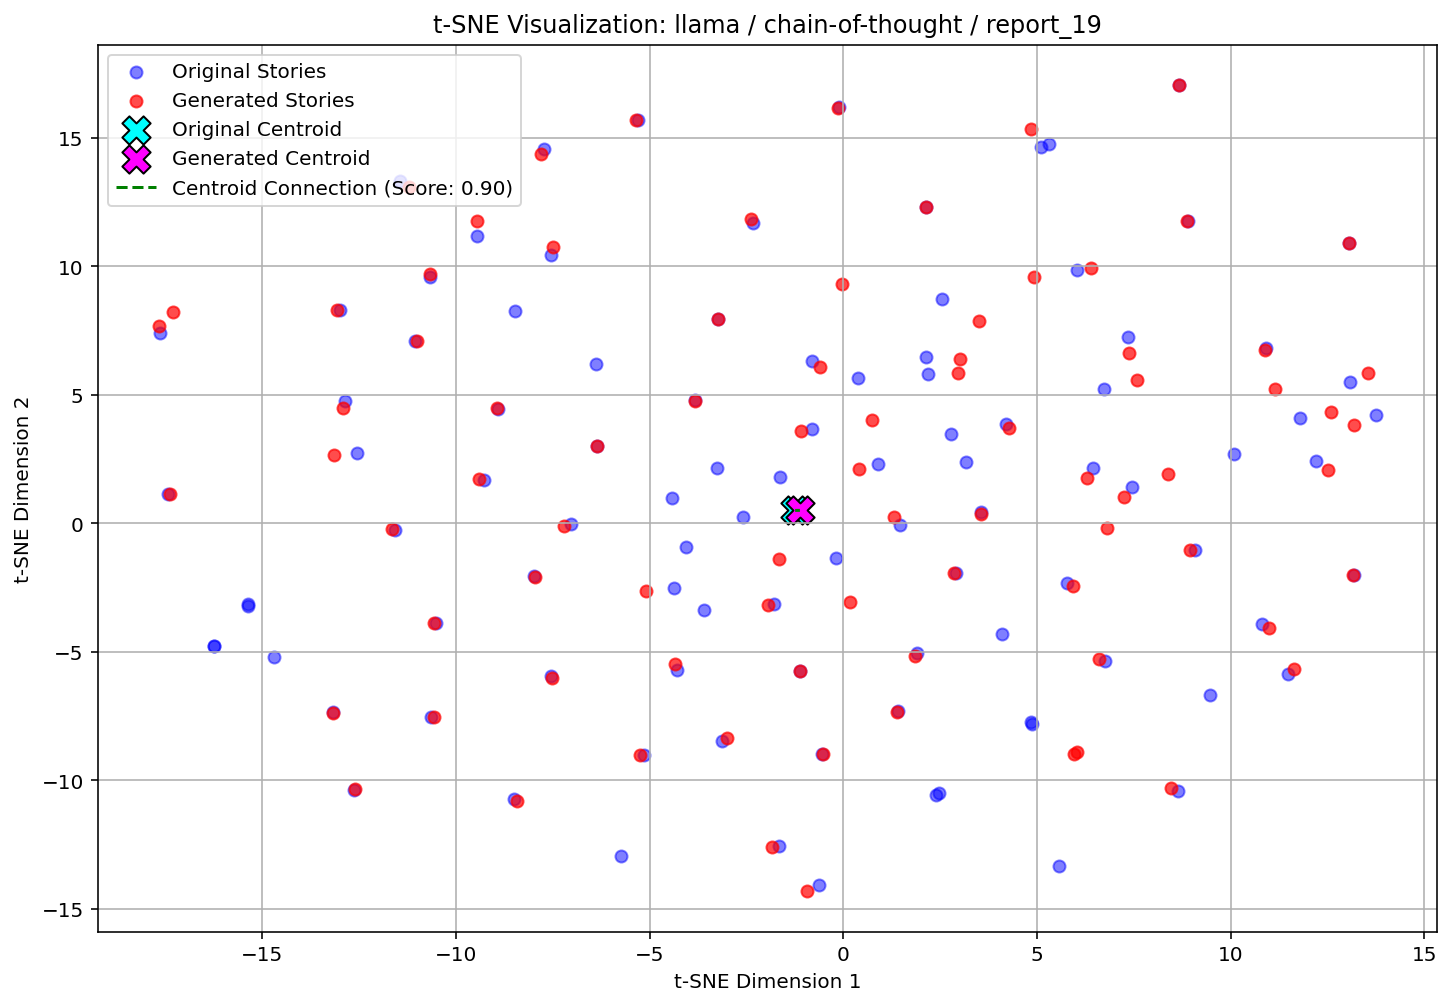 t-SNE Visualization: llama / chain-of-thought / report_19
Original Stories
Generated Stories
Original Centroid
Generated Centroid
Centroid Connection (Score: 0.90)
15
10
5
0
−5
−10
−15
t-SNE Dimension 2
−15
−10
−5
0
5
10
15
t-SNE Dimension 1